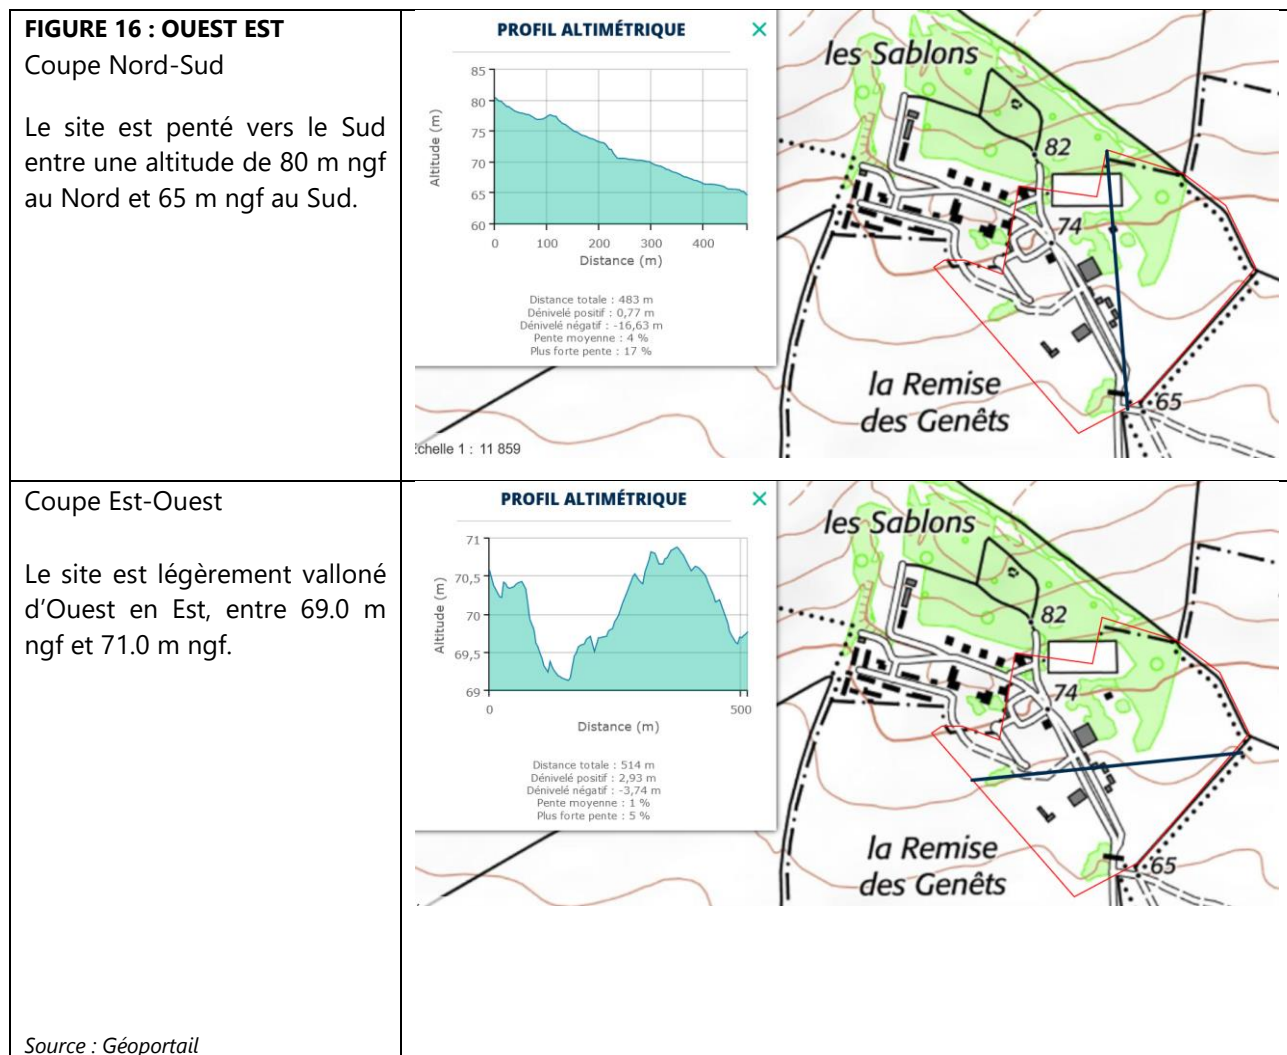 FIGURE 16 : OUEST EST
Coupe Nord-Sud
Le site est penté vers le Sud
entre une altitude de 80 m ngf
au Nord et 65 m ngf au Sud.
PROFIL ALTIMÉTRIQUE ×
85
80
75
70
65
60
Altitude (m)
0 100 200 300 400
Distance (m)
Distance totale : 483 m
Dénivelé positif : 0,77 m
Dénivelé négatif : -16,63 m
Pente moyenne : 4 %
Plus forte pente : 17 %
les Sablons
82
74
la Remise
des Genêts
65
chelle 1 : 11 859
Coupe Est-Ouest
Le site est légèrement valloné
d’Ouest en Est, entre 69.0 m
ngf et 71.0 m ngf.
PROFIL ALTIMÉTRIQUE ×
71
70,5
70
69,5
69
Altitude (m)
0 500
Distance (m)
Distance totale : 514 m
Dénivelé positif : 2,93 m
Dénivelé négatif : -3,74 m
Pente moyenne : 1 %
Plus forte pente : 5 %
les Sablons
82
74
la Remise
des Genêts
65
Source : Géoportail